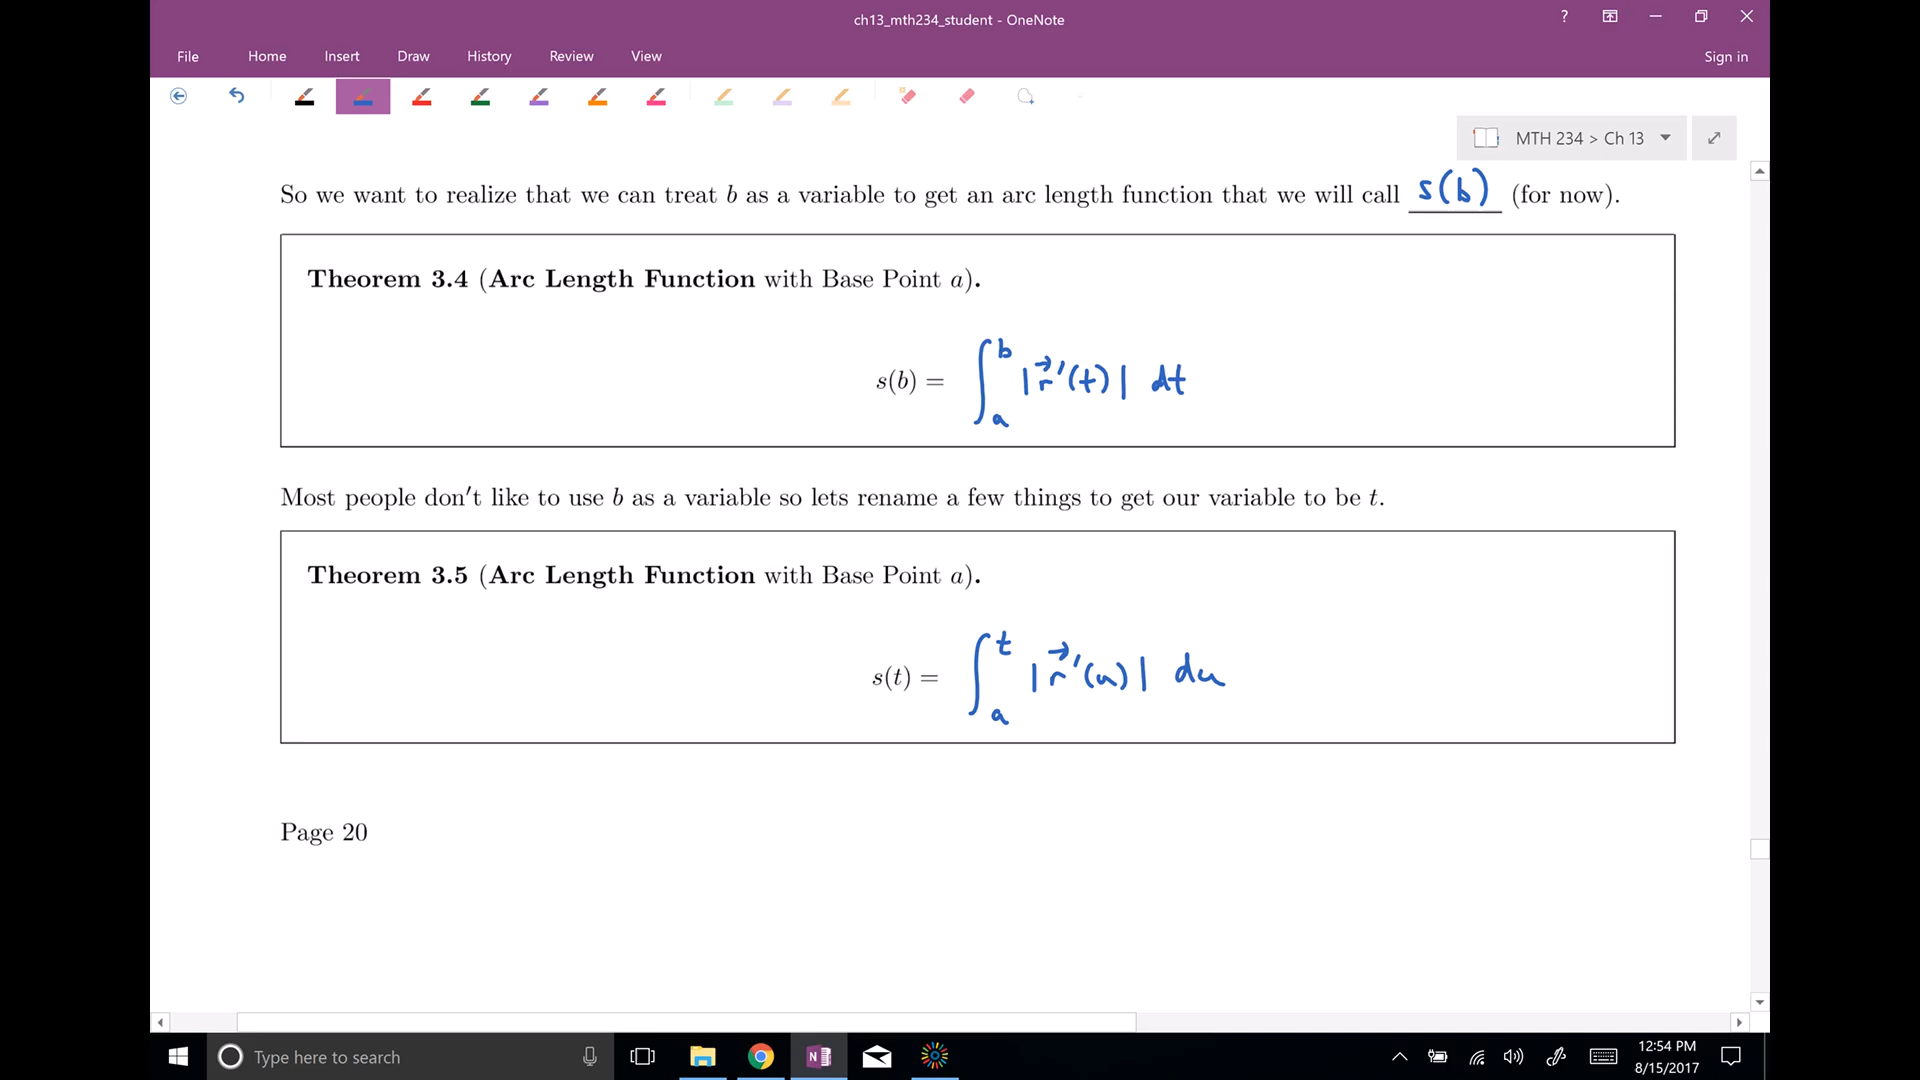 ch13_mth234_student - OneNote
?
File Home Insert Draw History Review View Sign in
MTH 234 > Ch 13
So we want to realize that we can treat b as a variable to get an arc length function that we will call s(b) (for now).
Theorem 3.4 (Arc Length Function with Base Point a).
s(b) = ∫_a^b |r⃗'(t)| dt
Most people don't like to use b as a variable so lets rename a few things to get our variable to be t.
Theorem 3.5 (Arc Length Function with Base Point a).
s(t) = ∫_a^t |r⃗'(u)| du
Page 20
Type here to search
N
12:54 PM
8/15/2017